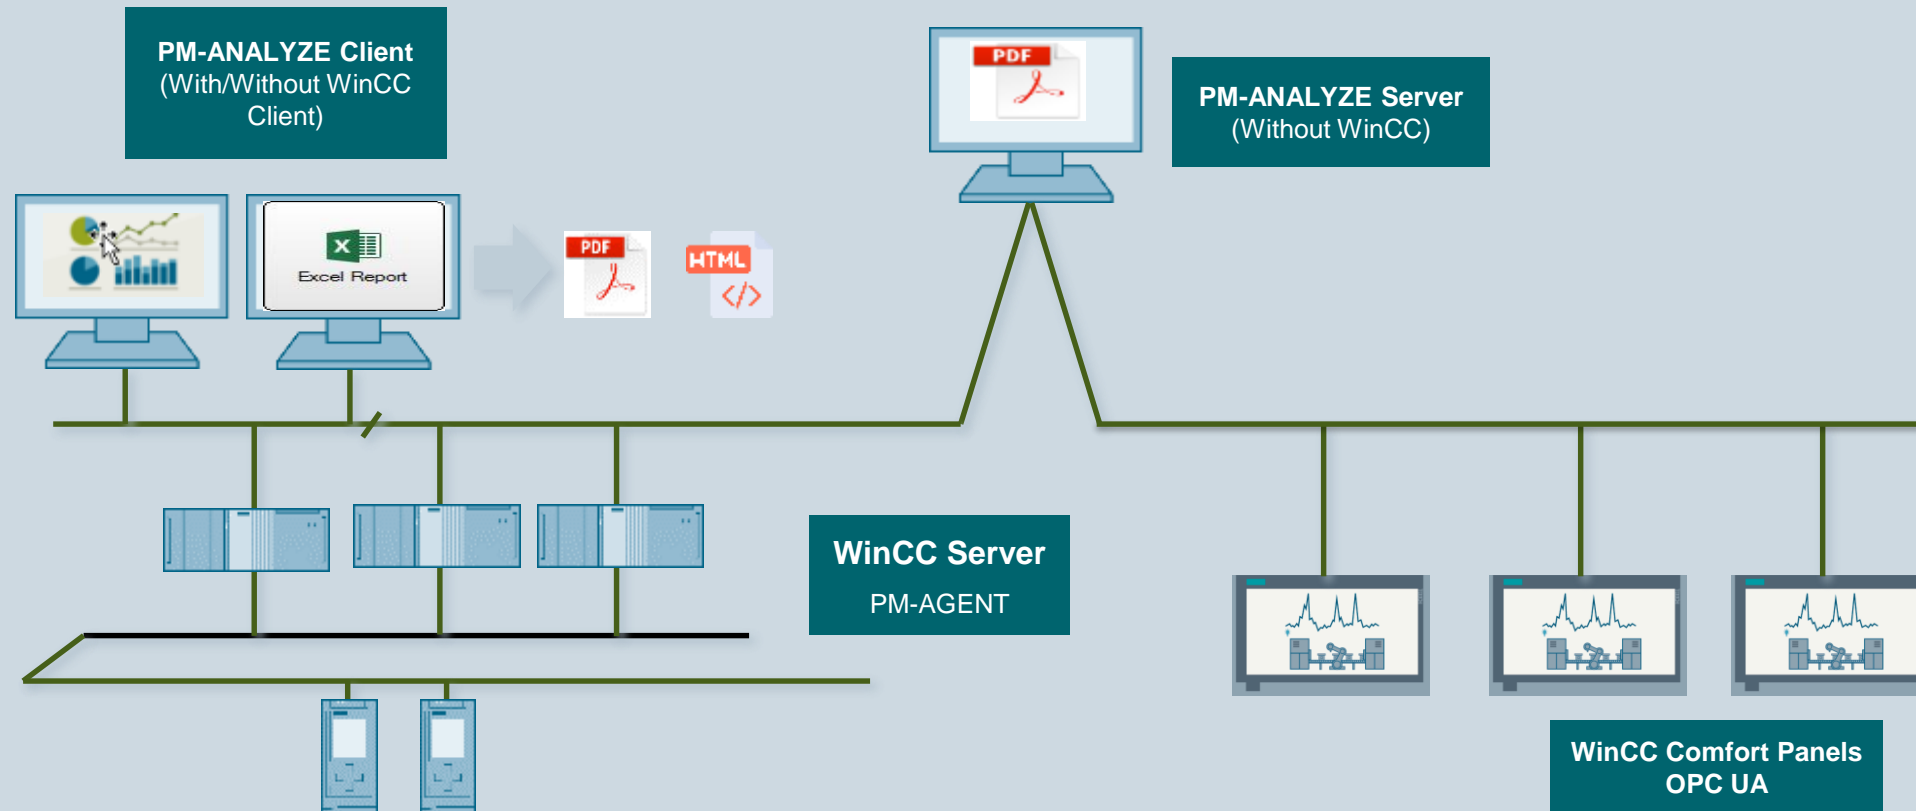 PM-ANALYZE Client
(With/Without WinCC
Client)
PDF
PM-ANALYZE Server
(Without WinCC)
X
Excel Report
PDF
HTML
</>
WinCC Server
PM-AGENT
WinCC Comfort Panels
OPC UA